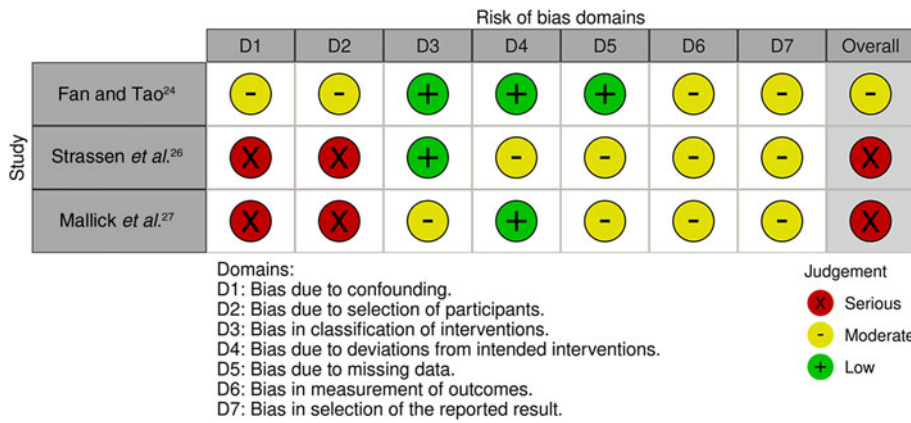 Risk of bias domains
D1 D2 D3 D4 D5 D6 D7 Overall
Study
Fan and Tao²⁴ - - + + + - - -
Strassen et al.²⁶ X X + - - - - X
Mallick et al.²⁷ X X - + - - - X
Domains:
D1: Bias due to confounding.
D2: Bias due to selection of participants.
D3: Bias in classification of interventions.
D4: Bias due to deviations from intended interventions.
D5: Bias due to missing data.
D6: Bias in measurement of outcomes.
D7: Bias in selection of the reported result.
Judgement
X Serious
- Moderate
+ Low